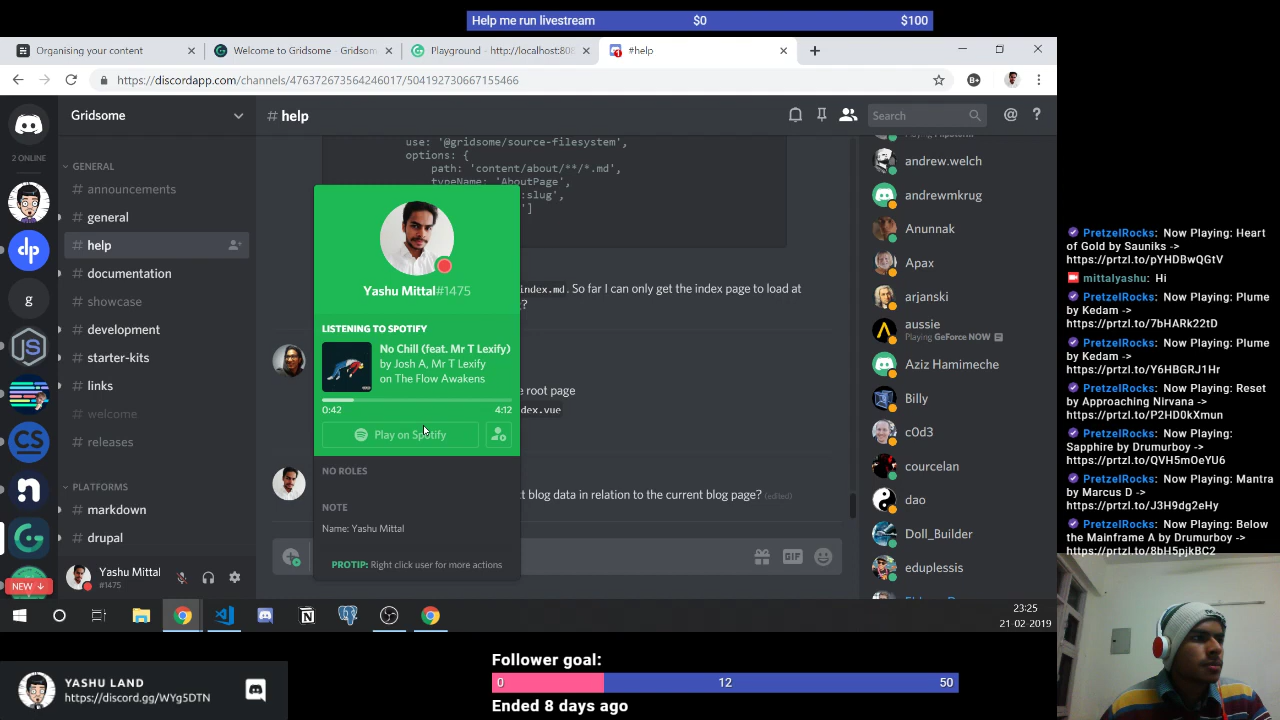 Help me run livestream $0 $100
Organising your content
Welcome to Gridsome - Gridsom
Playground - http://localhost:808
#help
https://discordapp.com/channels/476372673564246017/504192730667155466
2 ONLINE
Gridsome
# help
Search
GENERAL
# announcements
# general
# help
# documentation
# showcase
# development
# starter-kits
# links
# welcome
# releases
PLATFORMS
# markdown
# drupal
NEW
Yashu Mittal
#1475
use: '@gridsome/source-filesystem',
options: {
path: 'content/about/**/*.md',
typeName: 'AboutPage',
:slug',
']
index.md. So far I can only get the index page to load at
?
e root page
ndex.vue
t blog data in relation to the current blog page? (edited)
GIF
Yashu Mittal#1475
LISTENING TO SPOTIFY
No Chill (feat. Mr T Lexify)
by Josh A, Mr T Lexify
on The Flow Awakens
0:42 4:12
Play on Spotify
NO ROLES
NOTE
Name: Yashu Mittal
PROTIP: Right click user for more actions
andrew.welch
andrewmkrug
Anunnak
Apax
arjanski
aussie
Playing GeForce NOW
Aziz Hamimeche
Billy
c0d3
courcelan
dao
Doll_Builder
eduplessis
23:25
21-02-2019
PretzelRocks: Now Playing: Heart
of Gold by Sauniks ->
https://prtzl.to/pYHDBwQGtV
mittalyashu: Hi
PretzelRocks: Now Playing: Plume
by Kedam ->
https://prtzl.to/7bHARk22tD
PretzelRocks: Now Playing: Plume
by Kedam ->
https://prtzl.to/Y6HBGRJ1Hr
PretzelRocks: Now Playing: Reset
by Approaching Nirvana ->
https://prtzl.to/P2HD0kXmun
PretzelRocks: Now Playing:
Sapphire by Drumurboy ->
https://prtzl.to/QVH5mOeYU6
PretzelRocks: Now Playing: Mantra
by Marcus D ->
https://prtzl.to/J3H9dg2eHy
PretzelRocks: Now Playing: Below
the Mainframe A by Drumurboy ->
https://prtzl.to/8bH5pjkBC2
YASHU LAND
https://discord.gg/WYg5DTN
Follower goal:
0 12 50
Ended 8 days ago